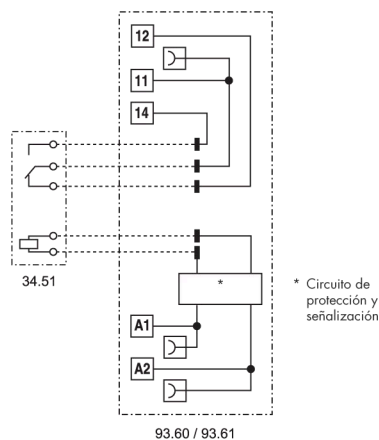 12
11
14
34.51
*
* Circuito de
protección y
señalización
A1
A2
93.60 / 93.61